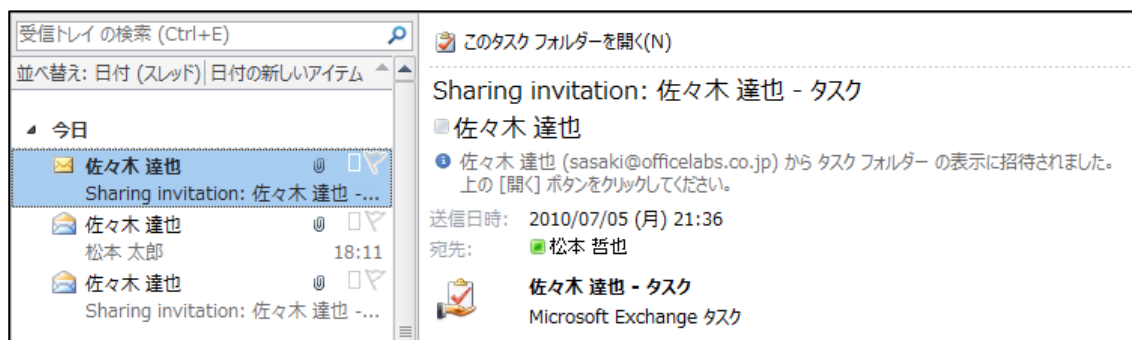 受信トレイ の検索 (Ctrl+E)
並べ替え: 日付 (スレッド) 日付の新しいアイテム
今日
佐々木 達也
Sharing invitation: 佐々木 達也 -...
佐々木 達也
松本 太郎 18:11
佐々木 達也
Sharing invitation: 佐々木 達也 -...
このタスク フォルダーを開く(N)
Sharing invitation: 佐々木 達也 - タスク
佐々木 達也
佐々木 達也 (sasaki@officelabs.co.jp) から タスク フォルダー の表示に招待されました。
上の [開く] ボタンをクリックしてください。
送信日時: 2010/07/05 (月) 21:36
宛先: 松本 哲也
佐々木 達也 - タスク
Microsoft Exchange タスク